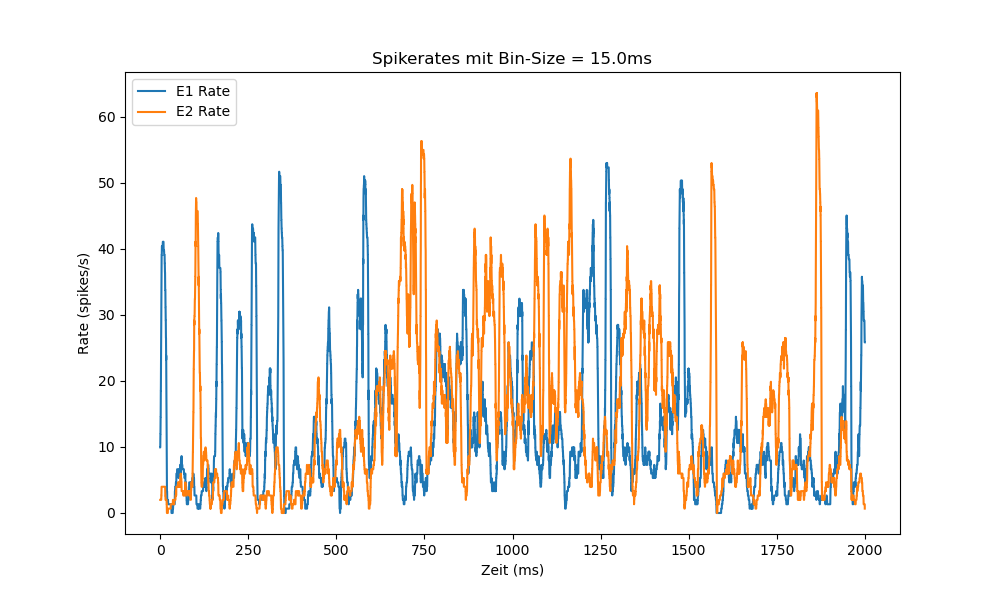 Spikerates mit Bin-Size = 15.0ms
E1 Rate
E2 Rate
60
50
40
30
20
10
0
Rate (spikes/s)
0 250 500 750 1000 1250 1500 1750 2000
Zeit (ms)